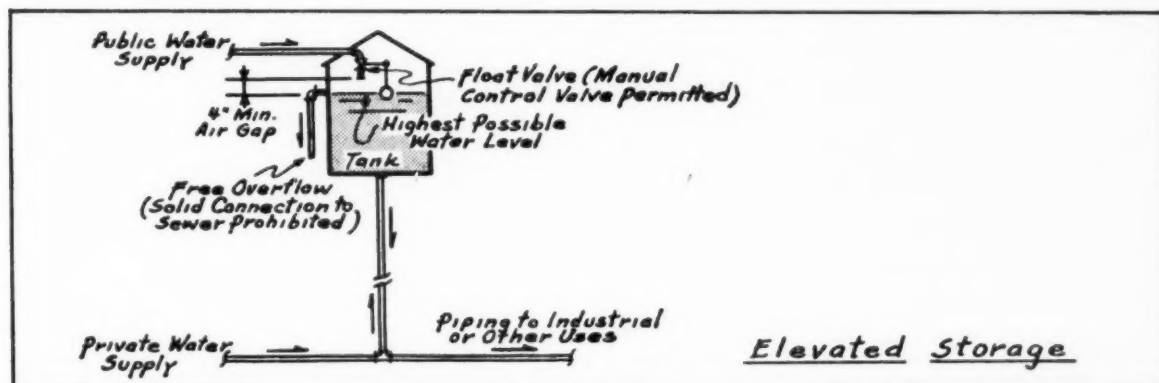 Public Water
Supply
Float Valve (Manual
Control Valve Permitted)
4" Min.
Air Gap
Highest Possible
Water Level
Tank
Free Overflow
(Solid Connection to
Sewer Prohibited)
Piping to Industrial
or Other Uses
Private Water
Supply
Elevated Storage